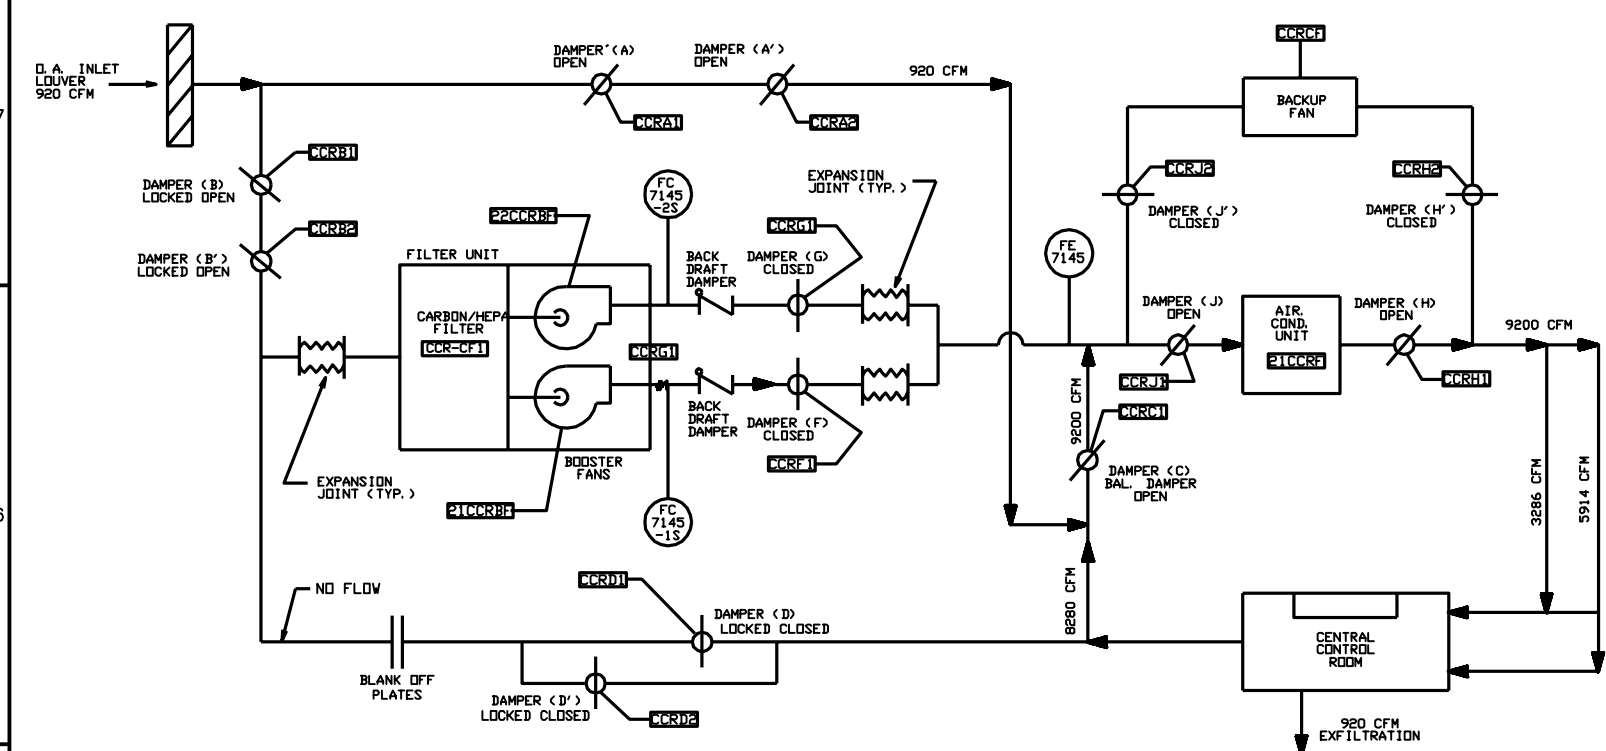 CCRCF
O.A. INLET
LOUVER
920 CFM
DAMPER (A)
OPEN
DAMPER (A')
OPEN
920 CFM
BACKUP
FAN
CCRA1
CCRA2
7
CCRB1
DAMPER (B)
LOCKED OPEN
CCRB2
DAMPER (B')
LOCKED OPEN
FC
7145
-2S
EXPANSION
JOINT (TYP.)
CCRJ2
CCRH2
DAMPER (J')
CLOSED
DAMPER (H')
CLOSED
22CCRBF
CCRG1
FE
7145
FILTER UNIT
BACK
DRAFT
DAMPER
DAMPER (G)
CLOSED
CARBON/HEPA
FILTER
CCR-CF1
CCRG1
DAMPER (J)
OPEN
AIR.
COND.
UNIT
21CCRF
DAMPER (H)
OPEN
9200 CFM
CCRJ1
CCRH1
BACK
DRAFT
DAMPER
DAMPER (F)
CLOSED
9200 CFM
CCRC1
CCRF1
BOOSTER
FANS
DAMPER (C)
BAL. DAMPER
OPEN
EXPANSION
JOINT (TYP.)
3286 CFM
5914 CFM
21CCRBF
FC
7145
-1S
6
NO FLOW
CCRD1
8280 CFM
DAMPER (D)
LOCKED CLOSED
CENTRAL
CONTROL
ROOM
BLANK OFF
PLATES
DAMPER (D')
LOCKED CLOSED
CCRD2
920 CFM
EXFILTRATION